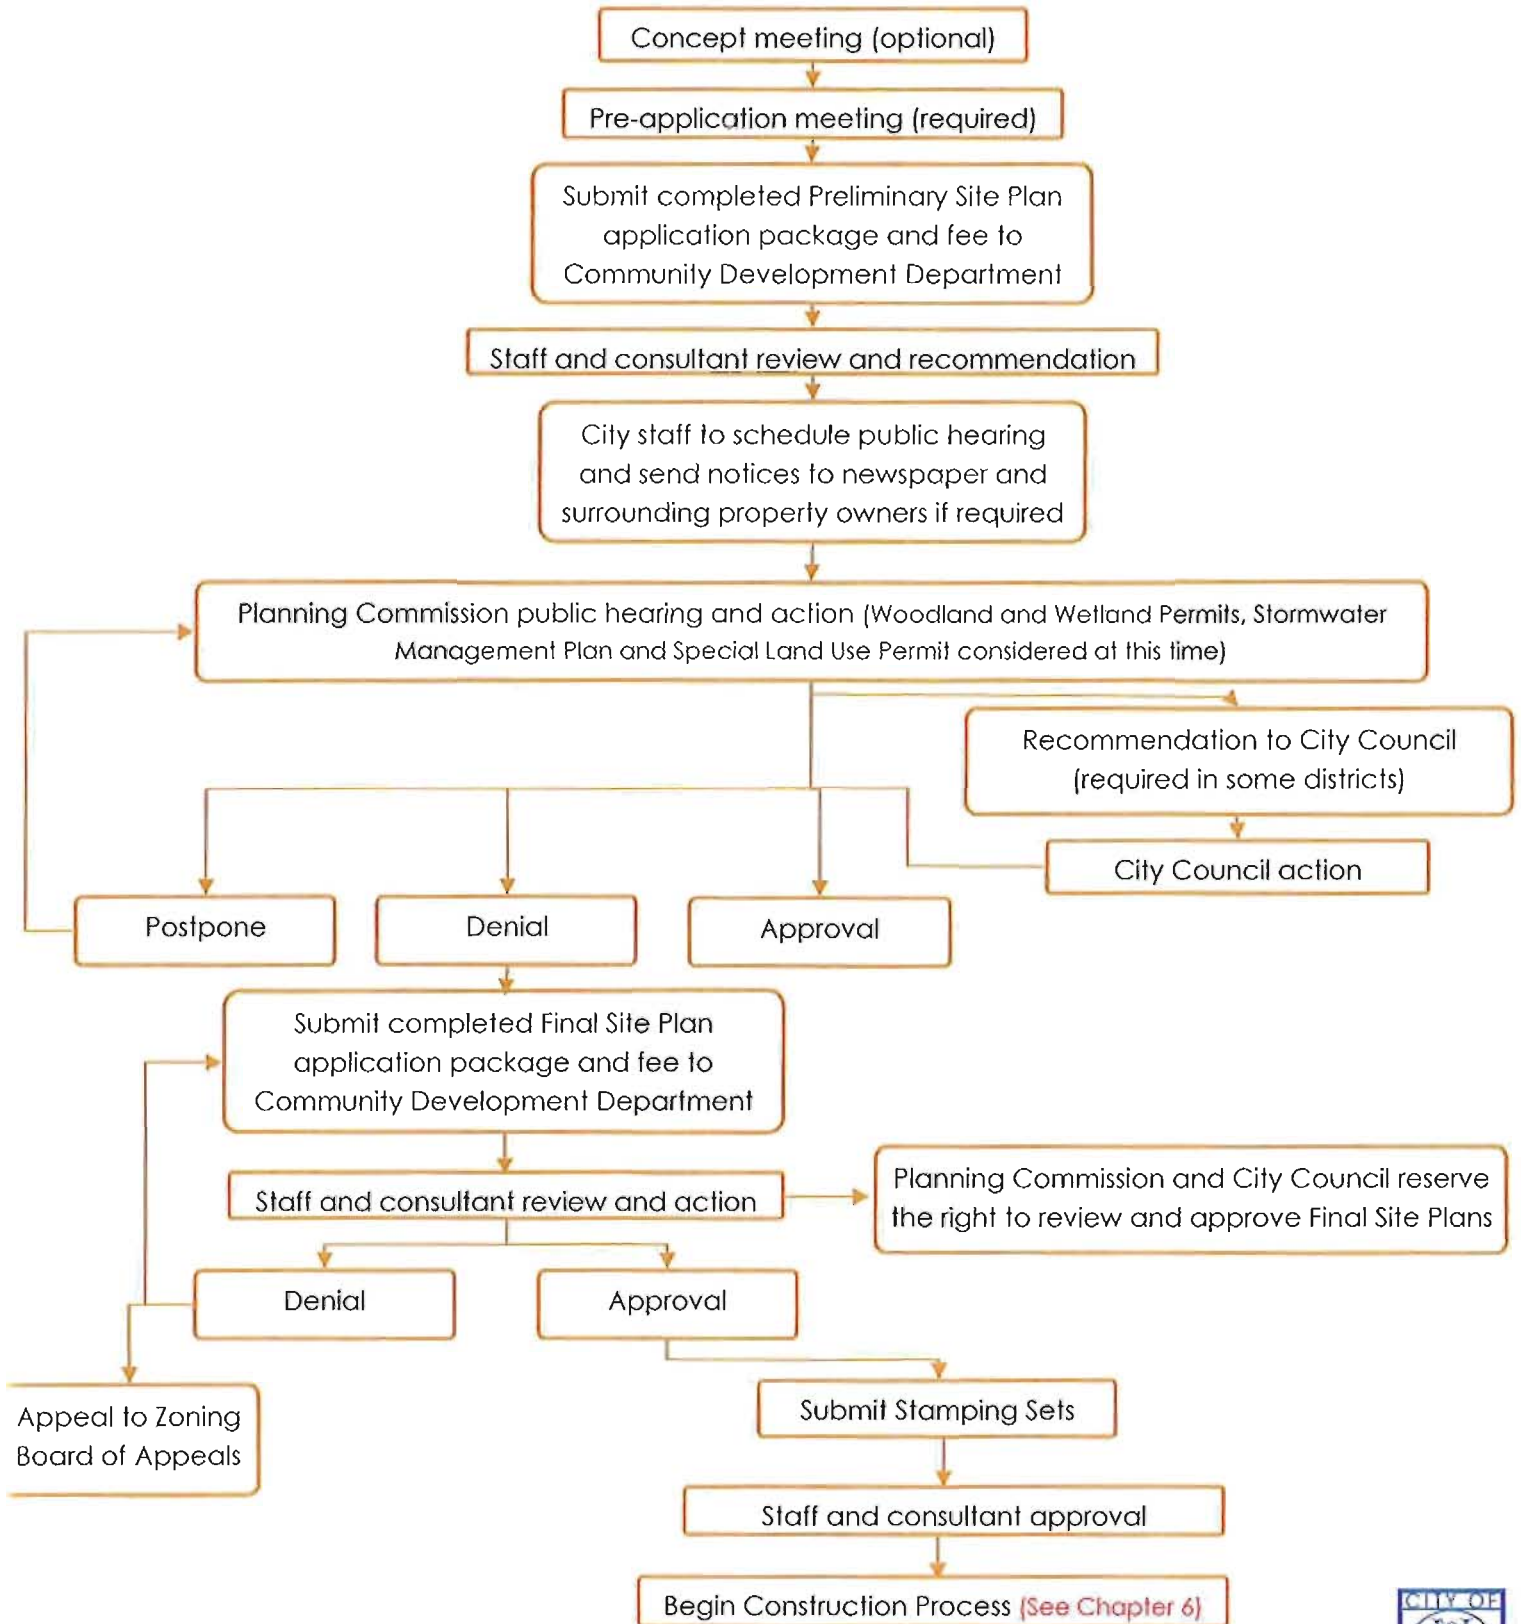 Concept meeting (optional)
Pre-application meeting (required)
Submit completed Preliminary Site Plan
application package and fee to
Community Development Department
Staff and consultant review and recommendation
City staff to schedule public hearing
and send notices to newspaper and
surrounding property owners if required
Planning Commission public hearing and action (Woodland and Wetland Permits, Stormwater
Management Plan and Special Land Use Permit considered at this time)
Recommendation to City Council
(required in some districts)
City Council action
Postpone
Denial
Approval
Submit completed Final Site Plan
application package and fee to
Community Development Department
Staff and consultant review and action
Planning Commission and City Council reserve
the right to review and approve Final Site Plans
Denial
Approval
Appeal to Zoning
Board of Appeals
Submit Stamping Sets
Staff and consultant approval
Begin Construction Process (See Chapter 6)
CITY OF